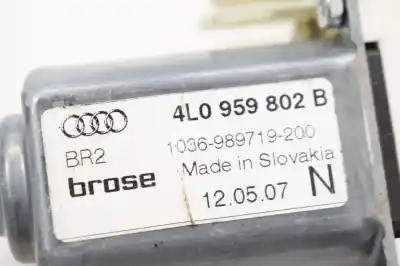 4L0 959 802 B
BR2
1036-989719-200
Made in Slovakia
brose
12.05.07 N